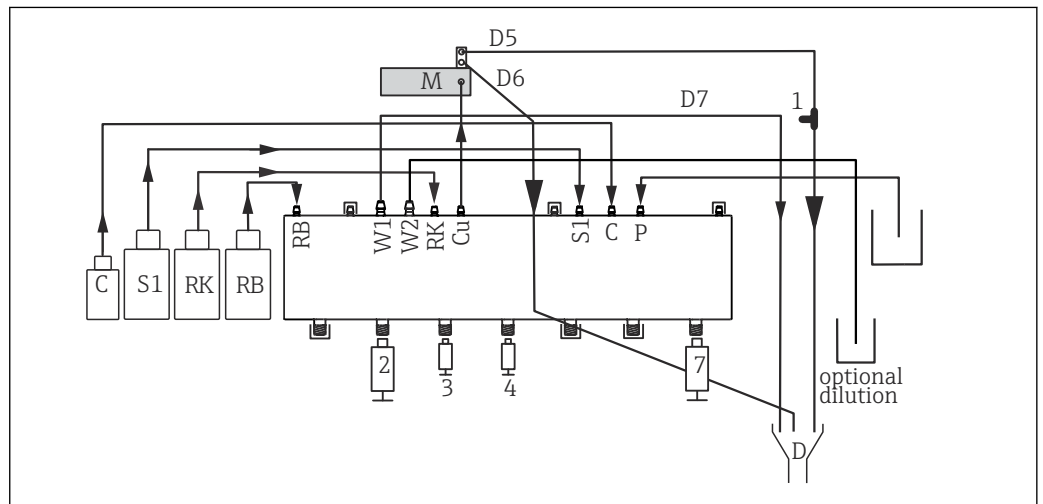 D5
M
D6
D7
1
RB
W1
W2
RK
Cu
S1
C
P
C
S1
RK
RB
2
3
4
7
optional
dilution
D